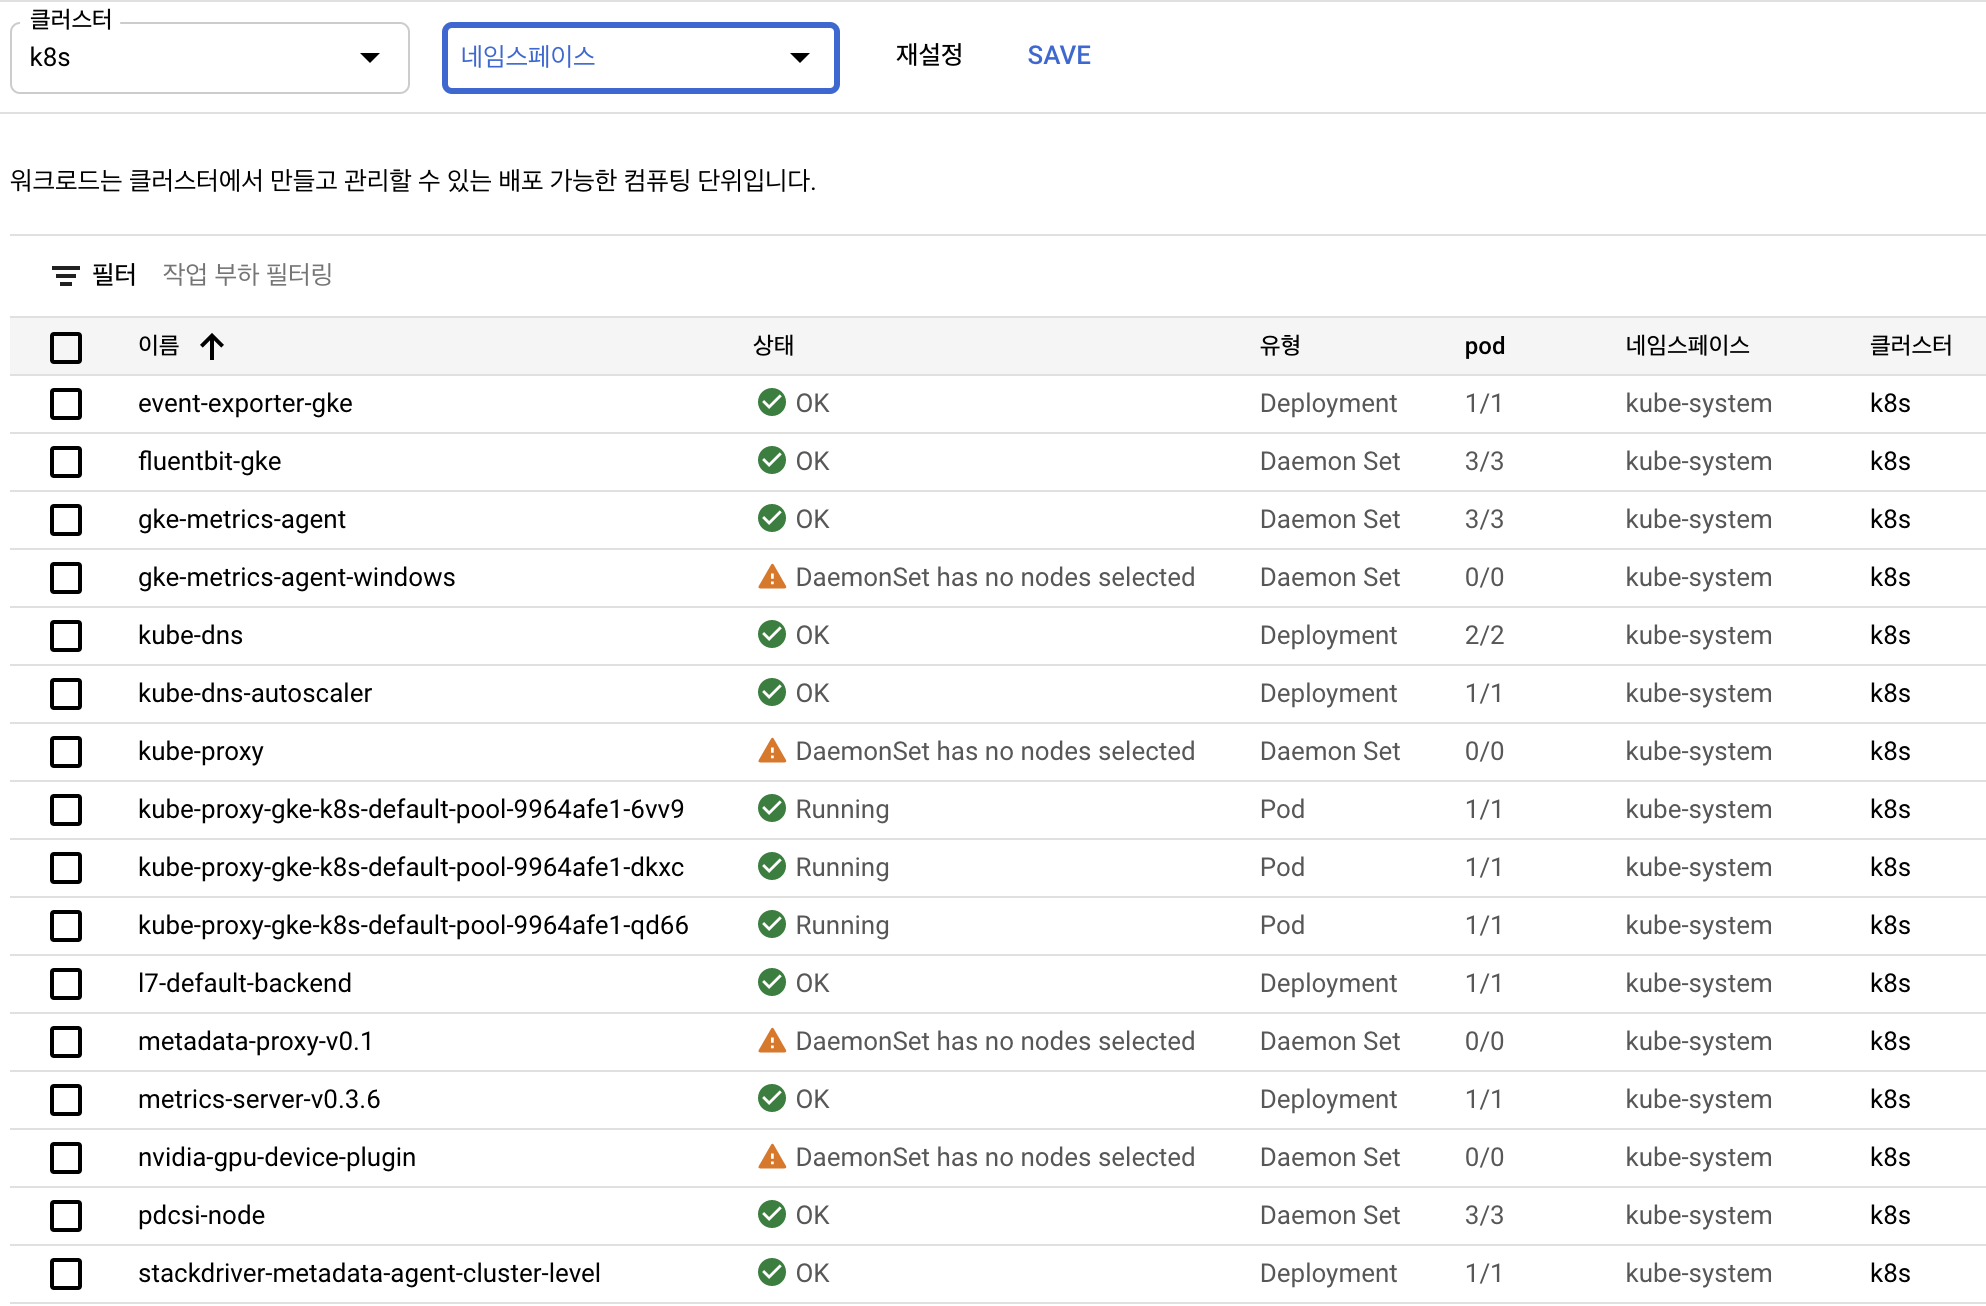 클러스터
k8s 네임스페이스 재설정 SAVE
워크로드는 클러스터에서 만들고 관리할 수 있는 배포 가능한 컴퓨팅 단위입니다.
필터 작업 부하 필터링
이름 상태 유형 pod 네임스페이스 클러스터
event-exporter-gke OK Deployment 1/1 kube-system k8s
fluentbit-gke OK Daemon Set 3/3 kube-system k8s
gke-metrics-agent OK Daemon Set 3/3 kube-system k8s
gke-metrics-agent-windows DaemonSet has no nodes selected Daemon Set 0/0 kube-system k8s
kube-dns OK Deployment 2/2 kube-system k8s
kube-dns-autoscaler OK Deployment 1/1 kube-system k8s
kube-proxy DaemonSet has no nodes selected Daemon Set 0/0 kube-system k8s
kube-proxy-gke-k8s-default-pool-9964afe1-6vv9 Running Pod 1/1 kube-system k8s
kube-proxy-gke-k8s-default-pool-9964afe1-dkxc Running Pod 1/1 kube-system k8s
kube-proxy-gke-k8s-default-pool-9964afe1-qd66 Running Pod 1/1 kube-system k8s
l7-default-backend OK Deployment 1/1 kube-system k8s
metadata-proxy-v0.1 DaemonSet has no nodes selected Daemon Set 0/0 kube-system k8s
metrics-server-v0.3.6 OK Deployment 1/1 kube-system k8s
nvidia-gpu-device-plugin DaemonSet has no nodes selected Daemon Set 0/0 kube-system k8s
pdcsi-node OK Daemon Set 3/3 kube-system k8s
stackdriver-metadata-agent-cluster-level OK Deployment 1/1 kube-system k8s